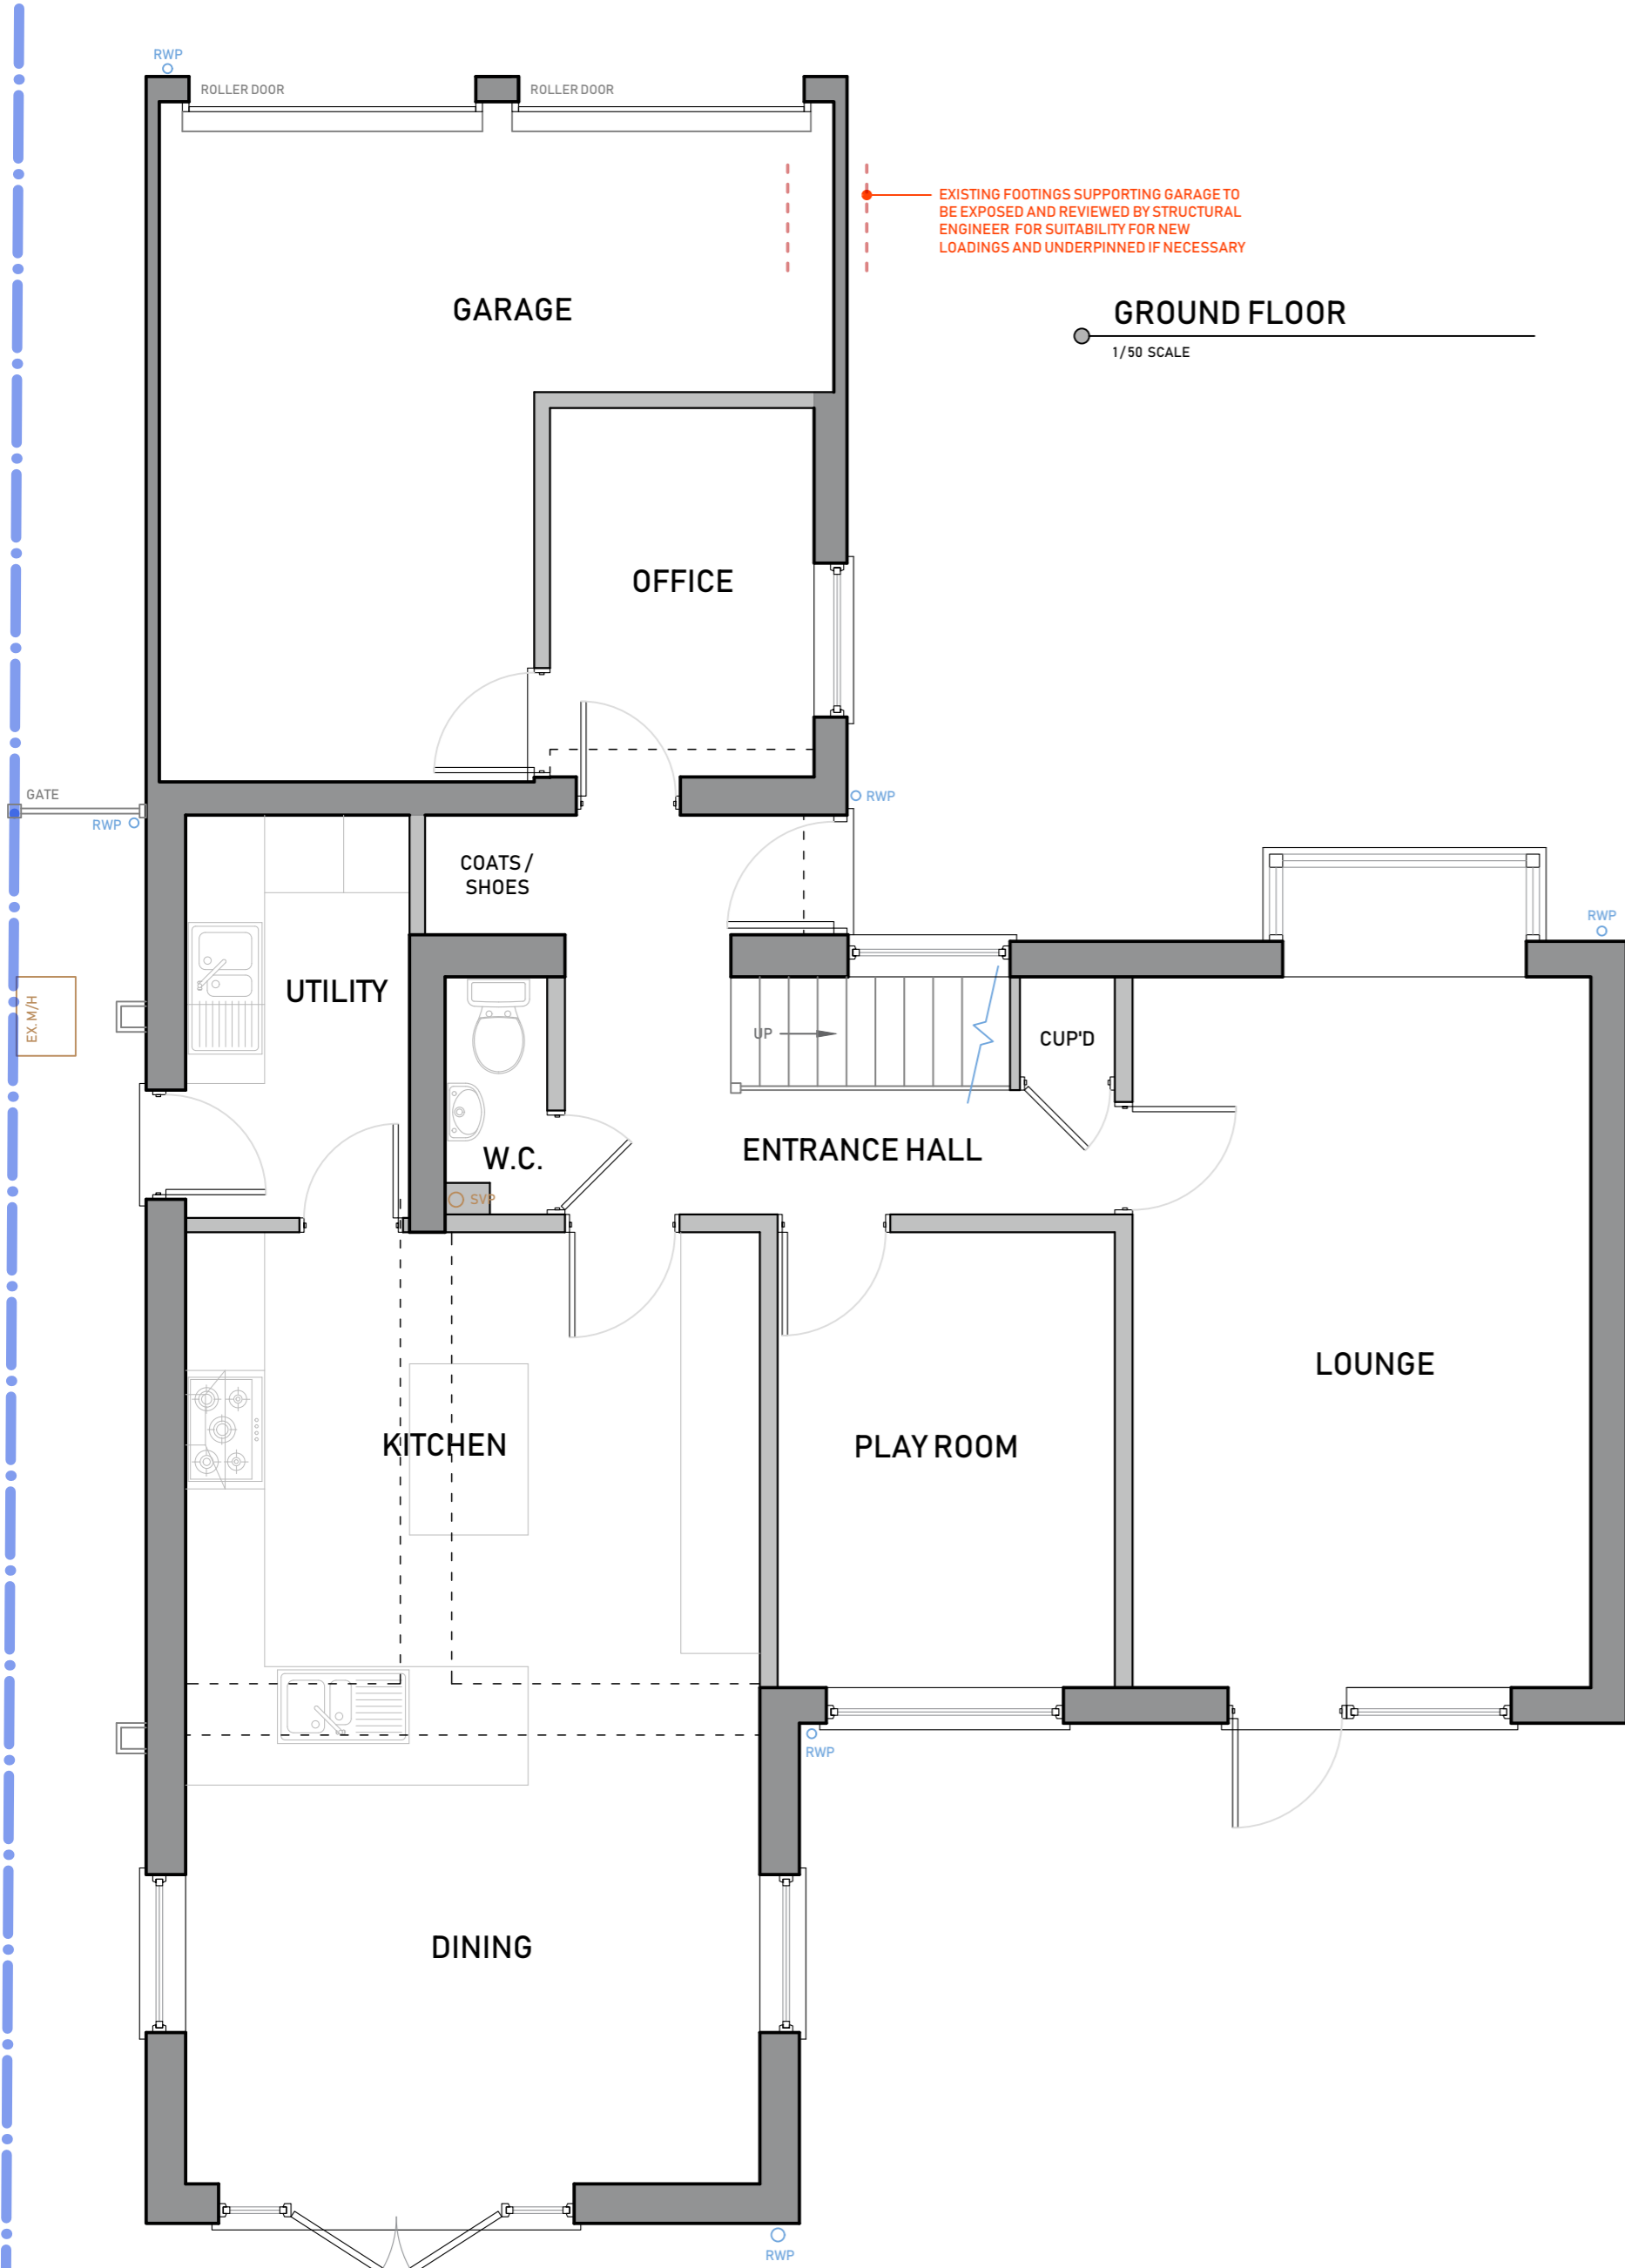 RWP
ROLLER DOOR
ROLLER DOOR
EXISTING FOOTINGS SUPPORTING GARAGE TO
BE EXPOSED AND REVIEWED BY STRUCTURAL
ENGINEER FOR SUITABILITY FOR NEW
LOADINGS AND UNDERPINNED IF NECESSARY
GARAGE
GROUND FLOOR
1/50 SCALE
OFFICE
GATE
RWP
RWP
COATS /
SHOES
RWP
UTILITY
EX. M/H
UP
CUP'D
W.C.
ENTRANCE HALL
SVP
LOUNGE
KITCHEN
PLAY ROOM
RWP
DINING
RWP